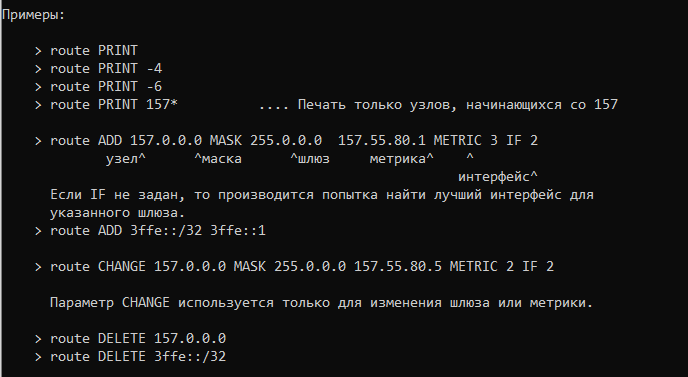 Примеры:
> route PRINT
> route PRINT -4
> route PRINT -6
> route PRINT 157*          .... Печать только узлов, начинающихся со 157
> route ADD 157.0.0.0 MASK 255.0.0.0  157.55.80.1 METRIC 3 IF 2
узел^      ^маска      ^шлюз     метрика^    ^
интерфейс^
Если IF не задан, то производится попытка найти лучший интерфейс для
указанного шлюза.
> route ADD 3ffe::/32 3ffe::1
> route CHANGE 157.0.0.0 MASK 255.0.0.0 157.55.80.5 METRIC 2 IF 2
Параметр CHANGE используется только для изменения шлюза или метрики.
> route DELETE 157.0.0.0
> route DELETE 3ffe::/32